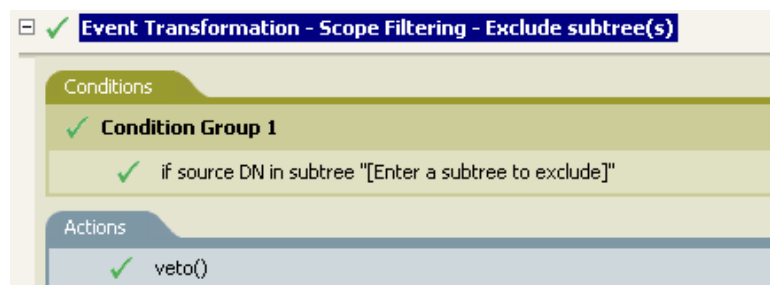 Event Transformation - Scope Filtering - Exclude subtree(s)
Conditions
Condition Group 1
if source DN in subtree "[Enter a subtree to exclude]"
Actions
veto()